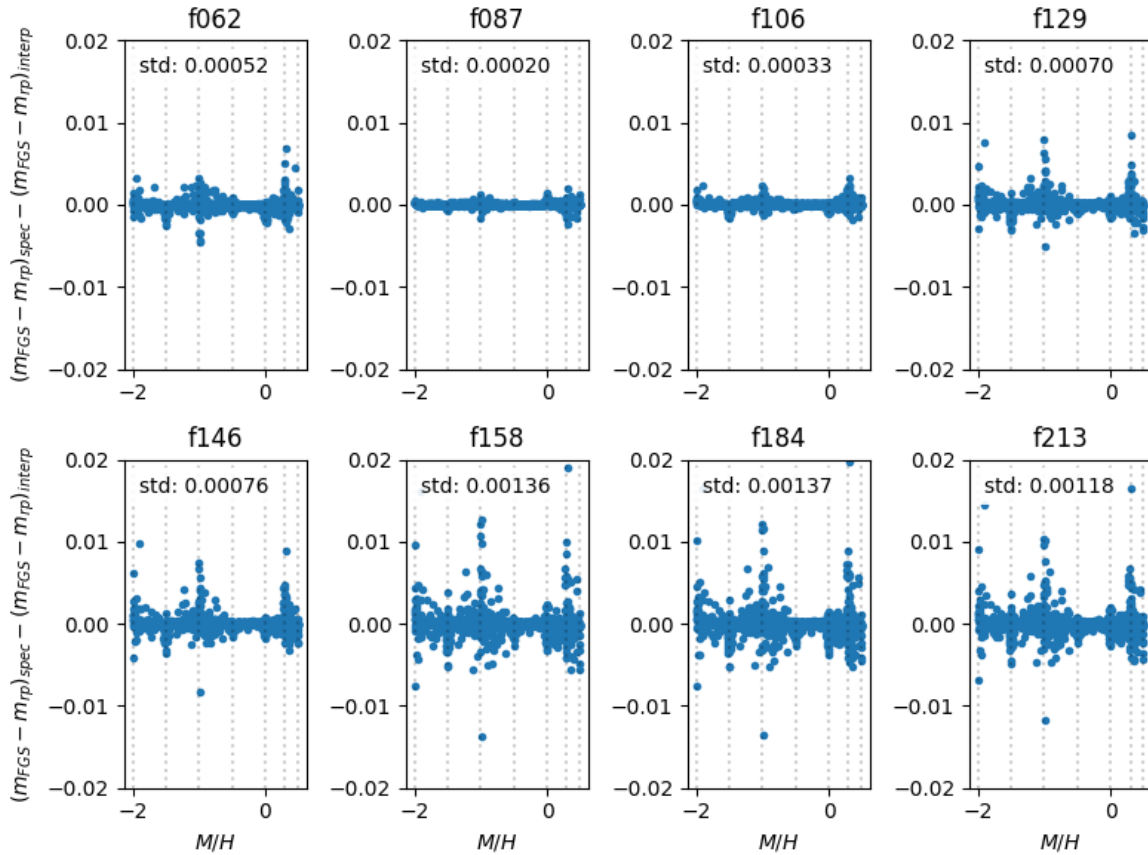 f062 f087 f106 f129
(m_FGS − m_rp)_spec − (m_FGS − m_rp)_interp
0.02 0.02 0.02 0.02
std: 0.00052 std: 0.00020 std: 0.00033 std: 0.00070
0.01 0.01 0.01 0.01
0.00 0.00 0.00 0.00
−0.01 −0.01 −0.01 −0.01
−0.02 −0.02 −0.02 −0.02
−2 0 −2 0 −2 0 −2 0
f146 f158 f184 f213
(m_FGS − m_rp)_spec − (m_FGS − m_rp)_interp
0.02 0.02 0.02 0.02
std: 0.00076 std: 0.00136 std: 0.00137 std: 0.00118
0.01 0.01 0.01 0.01
0.00 0.00 0.00 0.00
−0.01 −0.01 −0.01 −0.01
−0.02 −0.02 −0.02 −0.02
−2 0 −2 0 −2 0 −2 0
M/H M/H M/H M/H